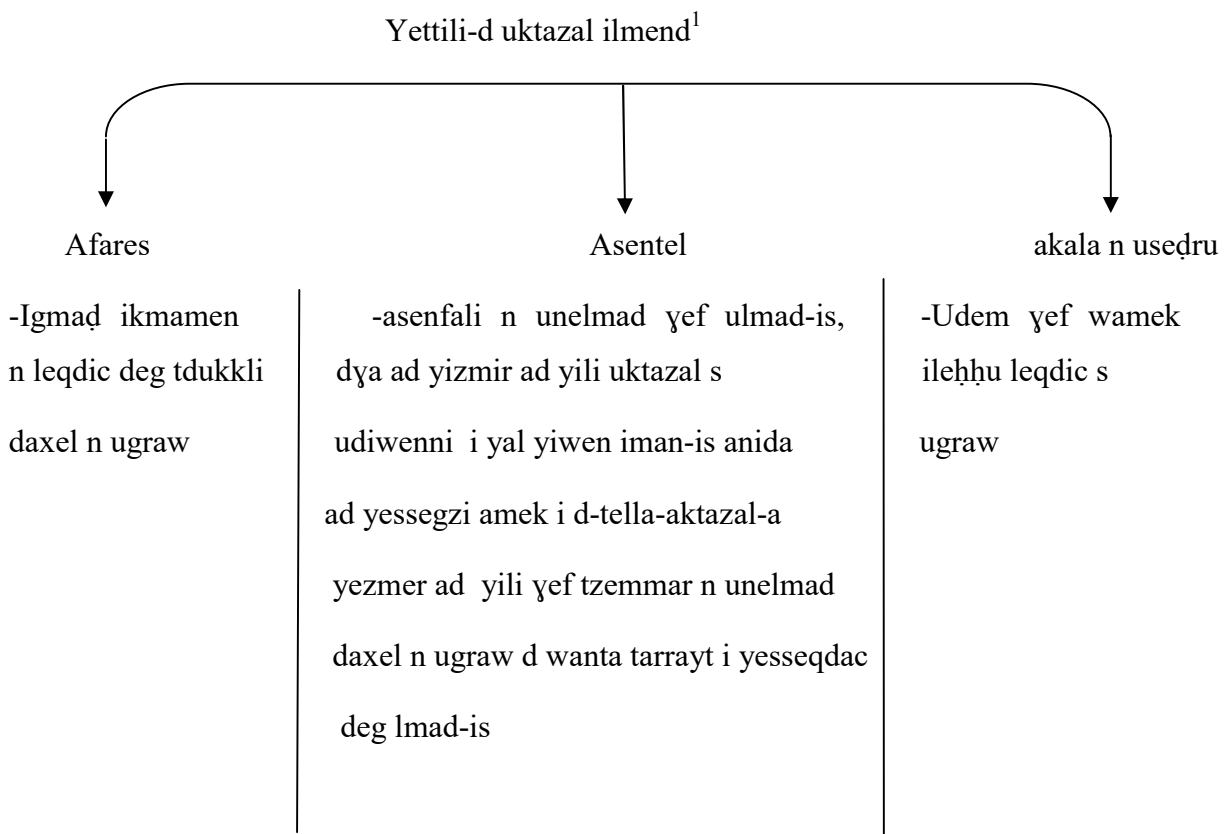 Yettili-d uktazal ilmend1
Afares
-Igmaḍ ikmamen
n leqdic deg tdukkli
daxel n ugraw
Asentel
-asenfali n unelmad ɣef ulmad-is,
dɣa ad yizmir ad yili uktazal s
udiwenni i yal yiwen iman-is anida
ad yessegzi amek i d-tella-aktazal-a
yezmer ad yili ɣef tzemmar n unelmad
daxel n ugraw d wanta tarrayt i yesseqdac
deg lmad-is
akala n useḍru
-Udem ɣef wamek
ileḥḥu leqdic s
ugraw